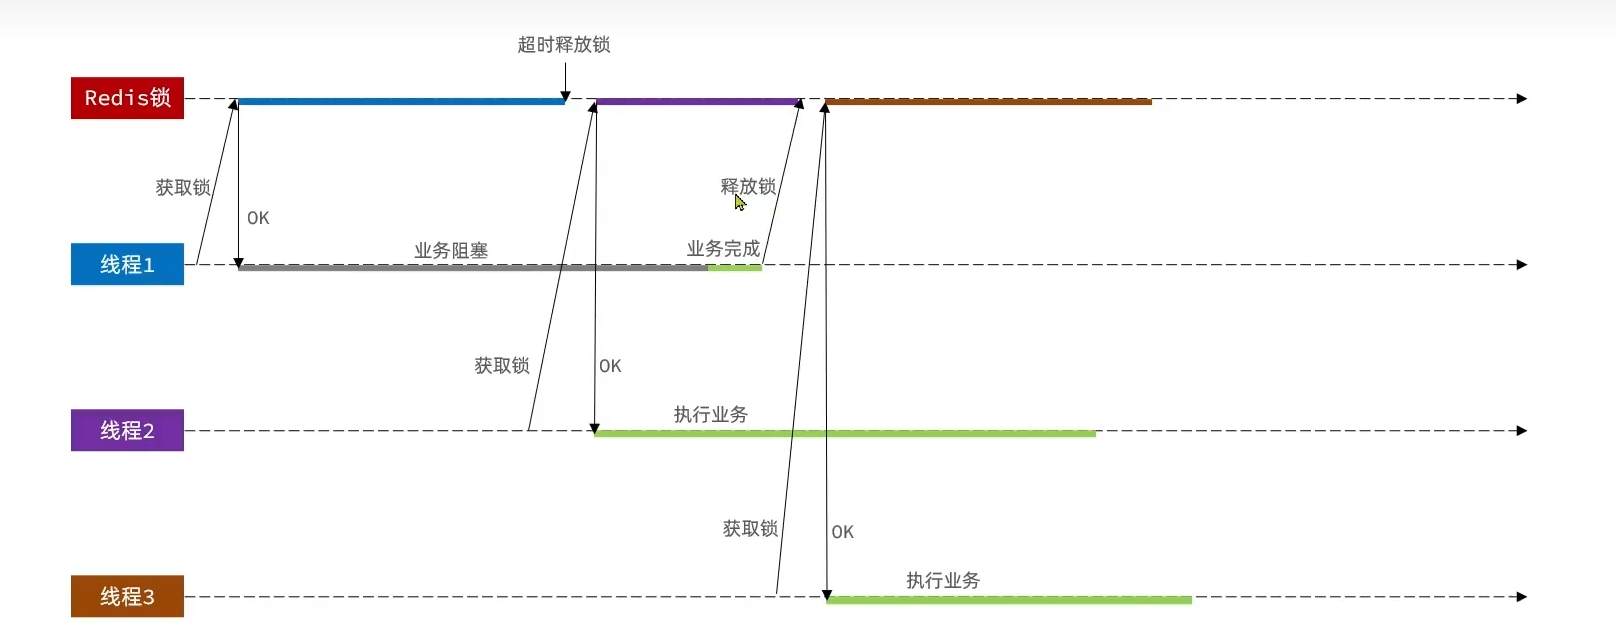 超时释放锁
Redis锁
获取锁
OK
释放锁
线程1
业务阻塞
业务完成
获取锁
OK
线程2
执行业务
获取锁
OK
线程3
执行业务